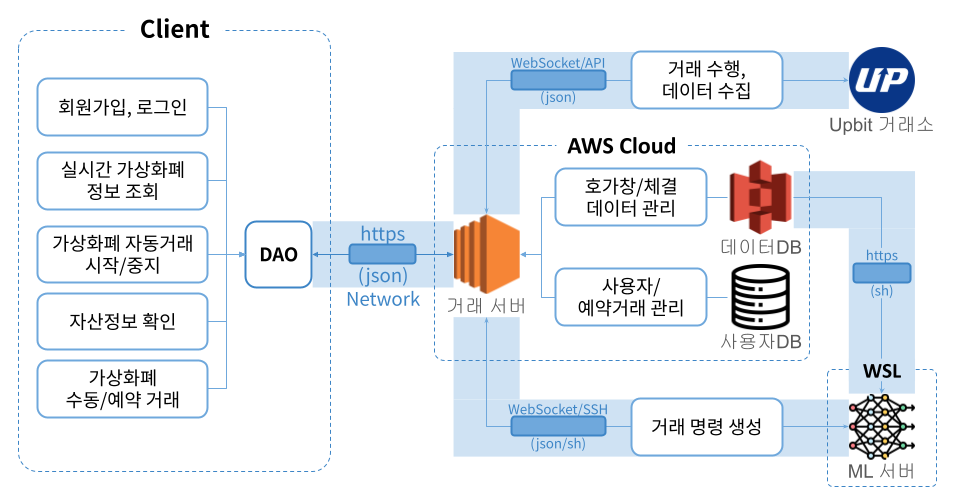 Client
회원가입, 로그인
실시간 가상화폐
정보 조회
가상화폐 자동거래
시작/중지
자산정보 확인
가상화폐
수동/예약 거래
DAO
https
(json)
Network
WebSocket/API
(json)
거래 수행,
데이터 수집
UP
Upbit 거래소
AWS Cloud
호가창/체결
데이터 관리
데이터DB
거래 서버
사용자/
예약거래 관리
사용자DB
https
(sh)
WebSocket/SSH
(json/sh)
거래 명령 생성
WSL
ML 서버